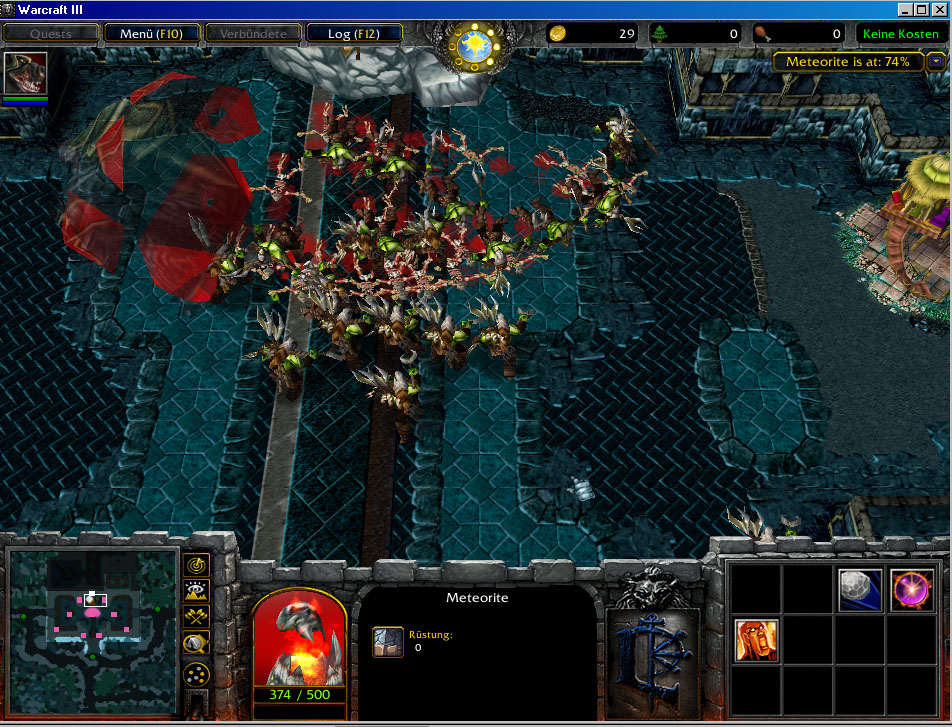 Warcraft III
Quests
Menü (F10)
Verbündete
Log (F12)
29
0
0
Keine Kosten
Meteorite is at: 74%
Meteorite
Rüstung:
0
374 / 500